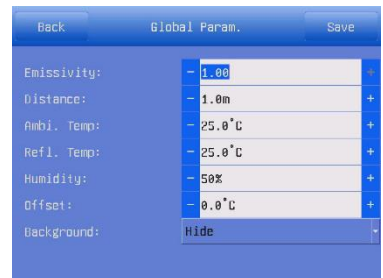 Back Global Param. Save
Emissivity: - 1.00 +
Distance: - 1.0m +
Ambi. Temp: - 25.0°C +
Refl. Temp: - 25.0°C +
Humidity: - 50% +
Offset: - 0.0°C +
Background: Hide